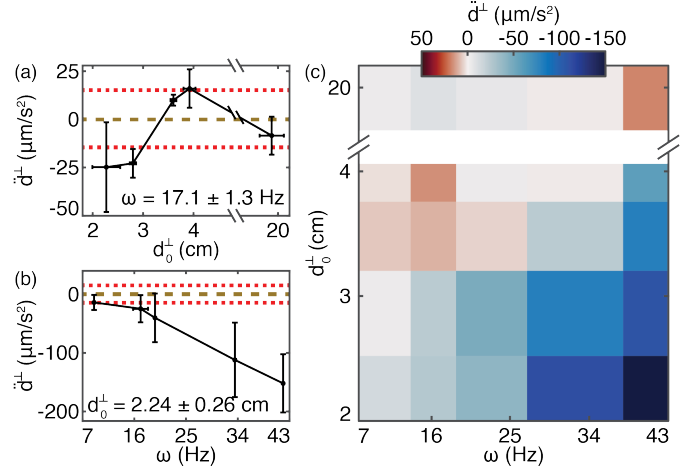 (a)
25
0
-25
-50
d̈⊥ (μm/s²)
ω = 17.1 ± 1.3 Hz
2 3 4 20
d₀⊥ (cm)
(b)
0
-100
-200
d̈⊥ (μm/s²)
d₀⊥ = 2.24 ± 0.26 cm
7 16 25 34 43
ω (Hz)
d̈⊥ (μm/s²)
50 0 -50 -100 -150
(c)
20
4
3
2
d₀⊥ (cm)
7 16 25 34 43
ω (Hz)